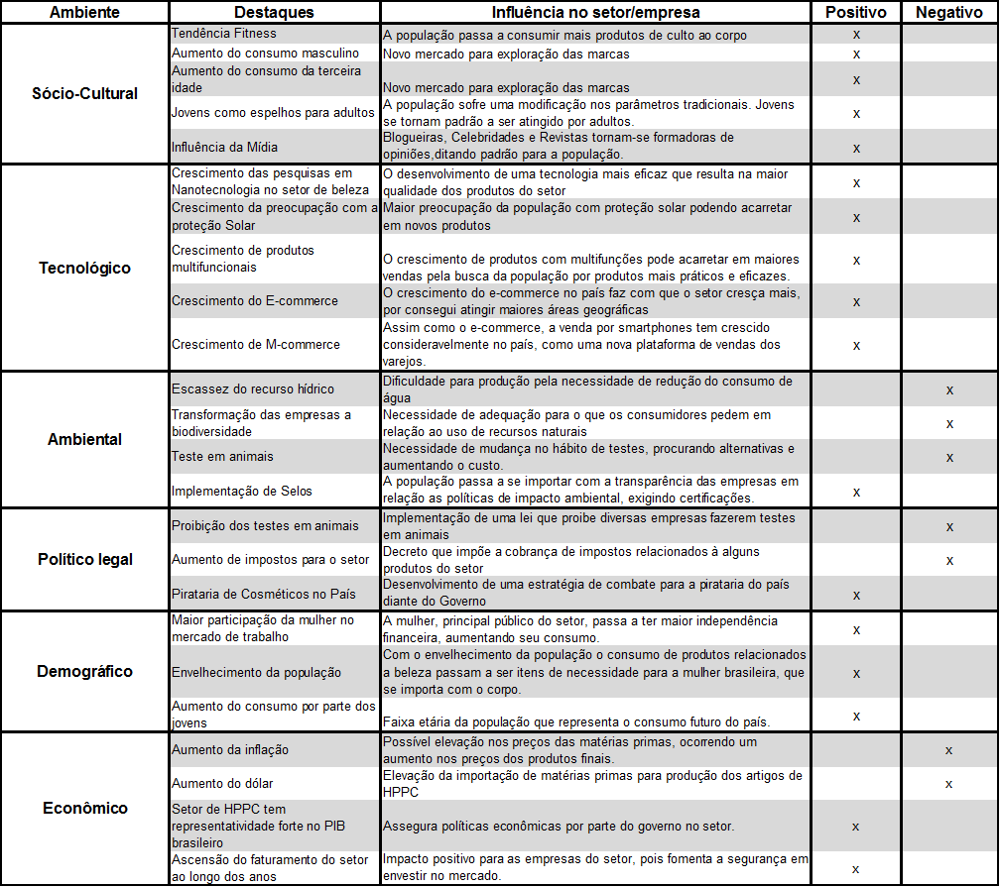 Ambiente Destaques Influência no setor/empresa Positivo Negativo
Sócio-Cultural
Tendência Fitness
A população passa a consumir mais produtos de culto ao corpo
x
Aumento do consumo masculino
Novo mercado para exploração das marcas
x
Aumento do consumo da terceira
idade
Novo mercado para exploração das marcas
x
Jovens como espelhos para adultos
A população sofre uma modificação nos parâmetros tradicionais. Jovens
se tornam padrão a ser atingido por adultos.
x
Influência da Mídia
Blogueiras, Celebridades e Revistas tornam-se formadoras de
opiniões,ditando padrão para a população.
x
Tecnológico
Crescimento das pesquisas em
Nanotecnologia no setor de beleza
O desenvolvimento de uma tecnologia mais eficaz que resulta na maior
qualidade dos produtos do setor
x
Crescimento da preocupação com a
proteção Solar
Maior preocupação da população com proteção solar podendo acarretar
em novos produtos
x
Crescimento de produtos
multifuncionais
O crescimento de produtos com multifunções pode acarretar em maiores
vendas pela busca da população por produtos mais práticos e eficazes.
x
Crescimento do E-commerce
O crescimento do e-commerce no país faz com que o setor cresça mais,
por consegui atingir maiores áreas geográficas
x
Crescimento de M-commerce
Assim como o e-commerce, a venda por smartphones tem crescido
consideravelmente no país, como uma nova plataforma de vendas dos
varejos.
x
Ambiental
Escassez do recurso hídrico
Dificuldade para produção pela necessidade de redução do consumo de
água
x
Transformação das empresas a
biodiversidade
Necessidade de adequação para o que os consumidores pedem em
relação ao uso de recursos naturais
x
Teste em animais
Necessidade de mudança no hábito de testes, procurando alternativas e
aumentando o custo.
x
Implementação de Selos
A população passa a se importar com a transparência das empresas em
relação as políticas de impacto ambiental, exigindo certificações.
x
Político legal
Proibição dos testes em animais
Implementação de uma lei que proibe diversas empresas fazerem testes
em animais
x
Aumento de impostos para o setor
Decreto que impõe a cobrança de impostos relacionados à alguns
produtos do setor
x
Pirataria de Cosméticos no País
Desenvolvimento de uma estratégia de combate para a pirataria do país
diante do Governo
x
Demográfico
Maior participação da mulher no
mercado de trabalho
A mulher, principal público do setor, passa a ter maior independência
financeira, aumentando seu consumo.
x
Envelhecimento da população
Com o envelhecimento da população o consumo de produtos relacionados
a beleza passam a ser itens de necessidade para a mulher brasileira, que
se importa com o corpo.
x
Aumento do consumo por parte dos
jovens
Faixa etária da população que representa o consumo futuro do país.
x
Econômico
Aumento da inflação
Possível elevação nos preços das matérias primas, ocorrendo um
aumento nos preços dos produtos finais.
x
Aumento do dólar
Elevação da importação de matérias primas para produção dos artigos de
HPPC
x
Setor de HPPC tem
representatividade forte no PIB
brasileiro
Assegura políticas econômicas por parte do governo no setor.
x
Ascensão do faturamento do setor
ao longo dos anos
Impacto positivo para as empresas do setor, pois fomenta a segurança em
investir no mercado.
x